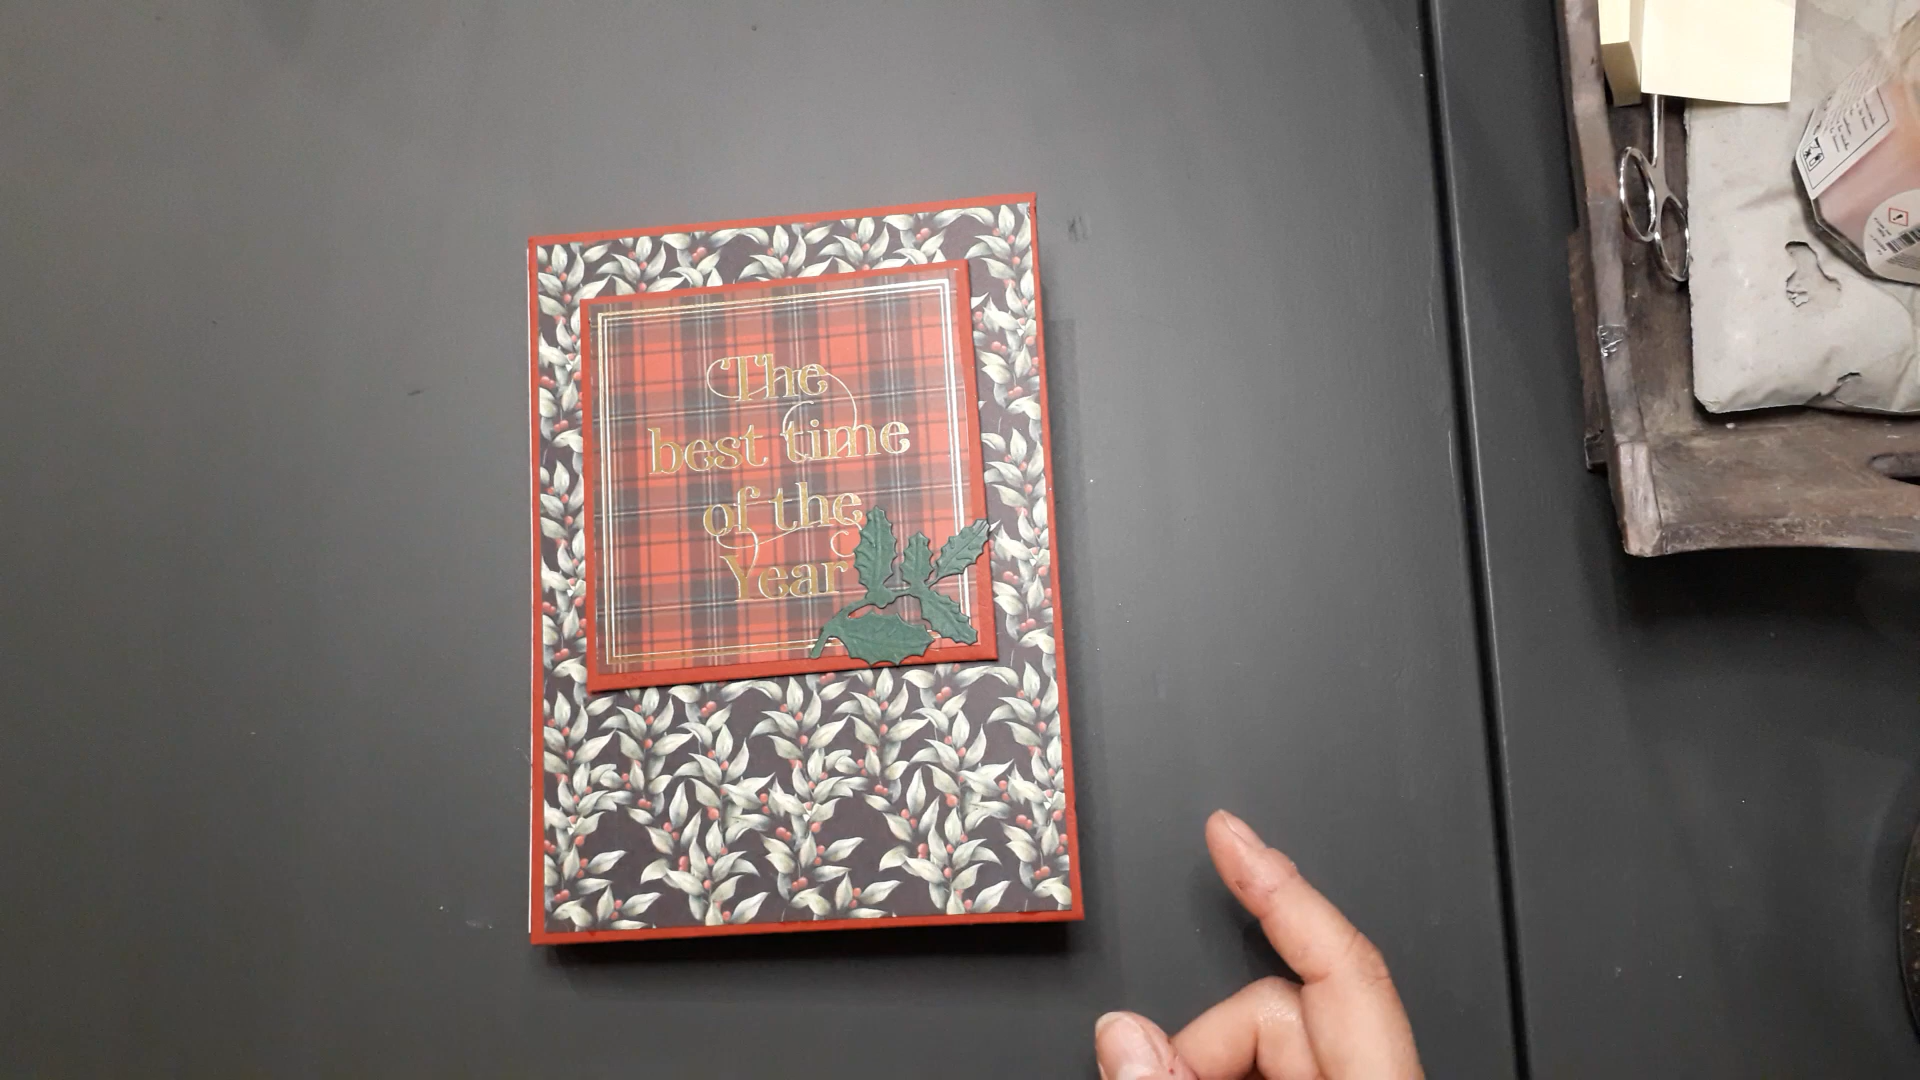 The
best time
of the
Year